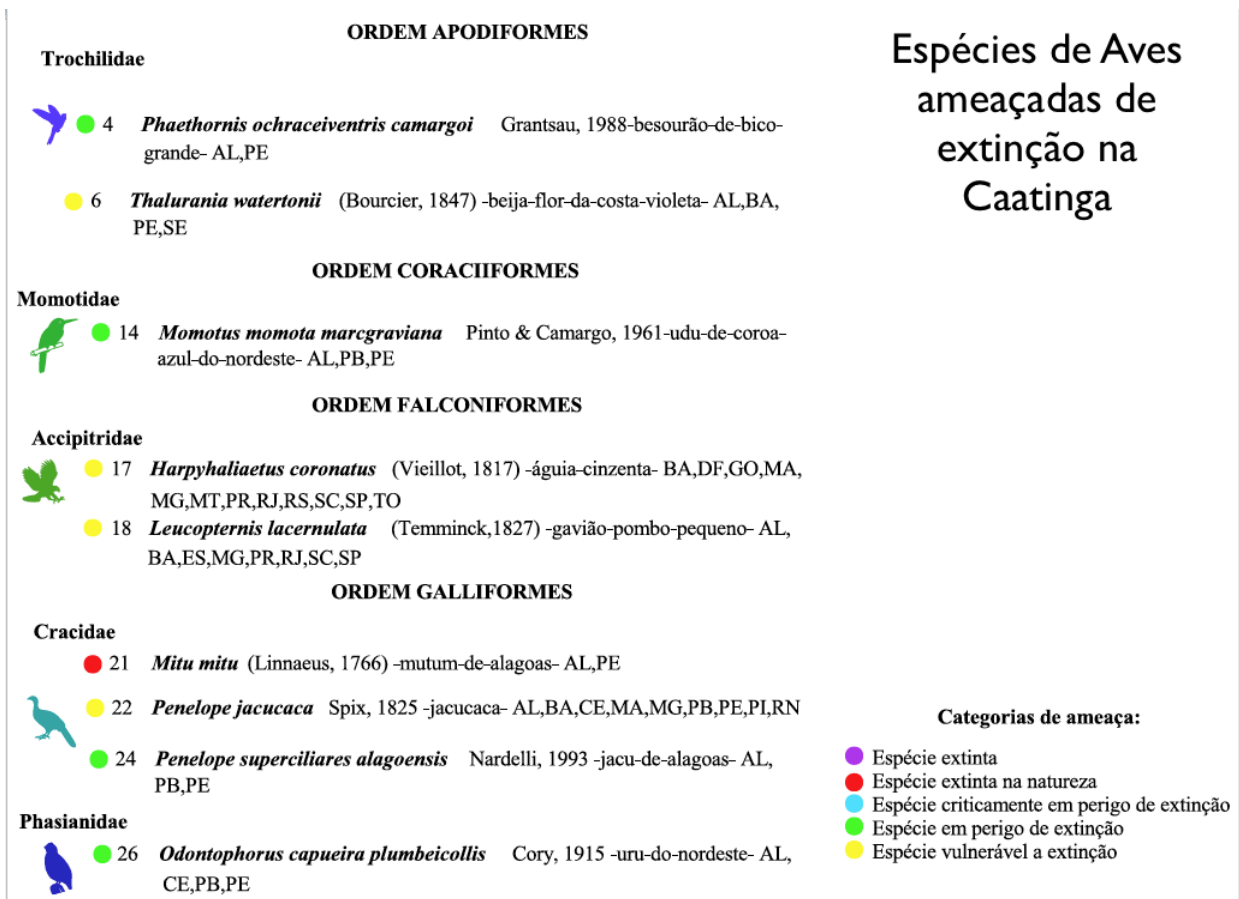 ORDEM APODIFORMES
Trochilidae
4 Phaethornis ochraceiventris camargoi Grantsau, 1988-besourão-de-bico-
grande- AL,PE
6 Thalurania watertonii (Bourcier, 1847) -beija-flor-da-costa-violeta- AL,BA,
PE,SE
ORDEM CORACIIFORMES
Momotidae
14 Momotus momota marcgraviana Pinto & Camargo, 1961-udu-de-coroa-
azul-do-nordeste- AL,PB,PE
ORDEM FALCONIFORMES
Accipitridae
17 Harpyhaliaetus coronatus (Vieillot, 1817) -águia-cinzenta- BA,DF,GO,MA,
MG,MT,PR,RJ,RS,SC,SP,TO
18 Leucopternis lacernulata (Temminck,1827) -gavião-pombo-pequeno- AL,
BA,ES,MG,PR,RJ,SC,SP
ORDEM GALLIFORMES
Cracidae
21 Mitu mitu (Linnaeus, 1766) -mutum-de-alagoas- AL,PE
22 Penelope jacucaca Spix, 1825 -jacucaca- AL,BA,CE,MA,MG,PB,PE,PI,RN
24 Penelope superciliares alagoensis Nardelli, 1993 -jacu-de-alagoas- AL,
PB,PE
Phasianidae
26 Odontophorus capueira plumbeicollis Cory, 1915 -uru-do-nordeste- AL,
CE,PB,PE
Espécies de Aves
ameaçadas de
extinção na
Caatinga
Categorias de ameaça:
Espécie extinta
Espécie extinta na natureza
Espécie criticamente em perigo de extinção
Espécie em perigo de extinção
Espécie vulnerável a extinção